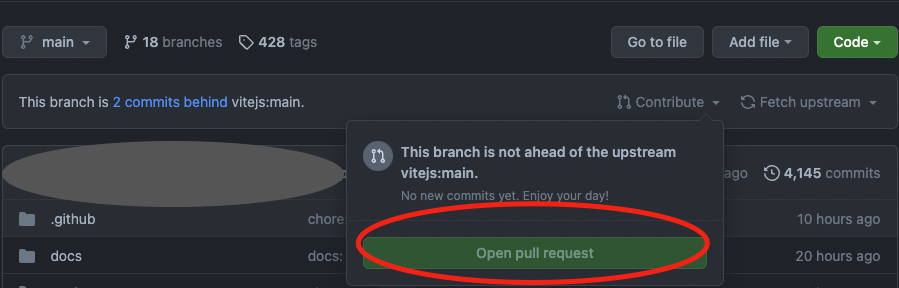 main 18 branches 428 tags Go to file Add file Code
This branch is 2 commits behind vitejs:main. Contribute Fetch upstream
This branch is not ahead of the upstream
vitejs:main.
ago 4,145 commits
No new commits yet. Enjoy your day!
.github chore 10 hours ago
Open pull request
docs docs: 20 hours ago